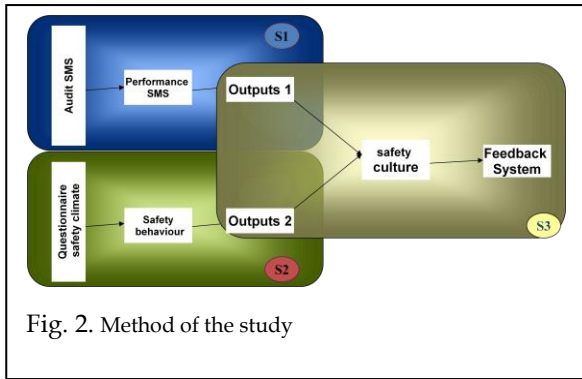 S1
Audit SMS
Performance
SMS
Outputs 1
safety
culture
Feedback
System
S3
Questionnaire
safety climate
Safety
behaviour
Outputs 2
S2
Fig. 2. Method of the study